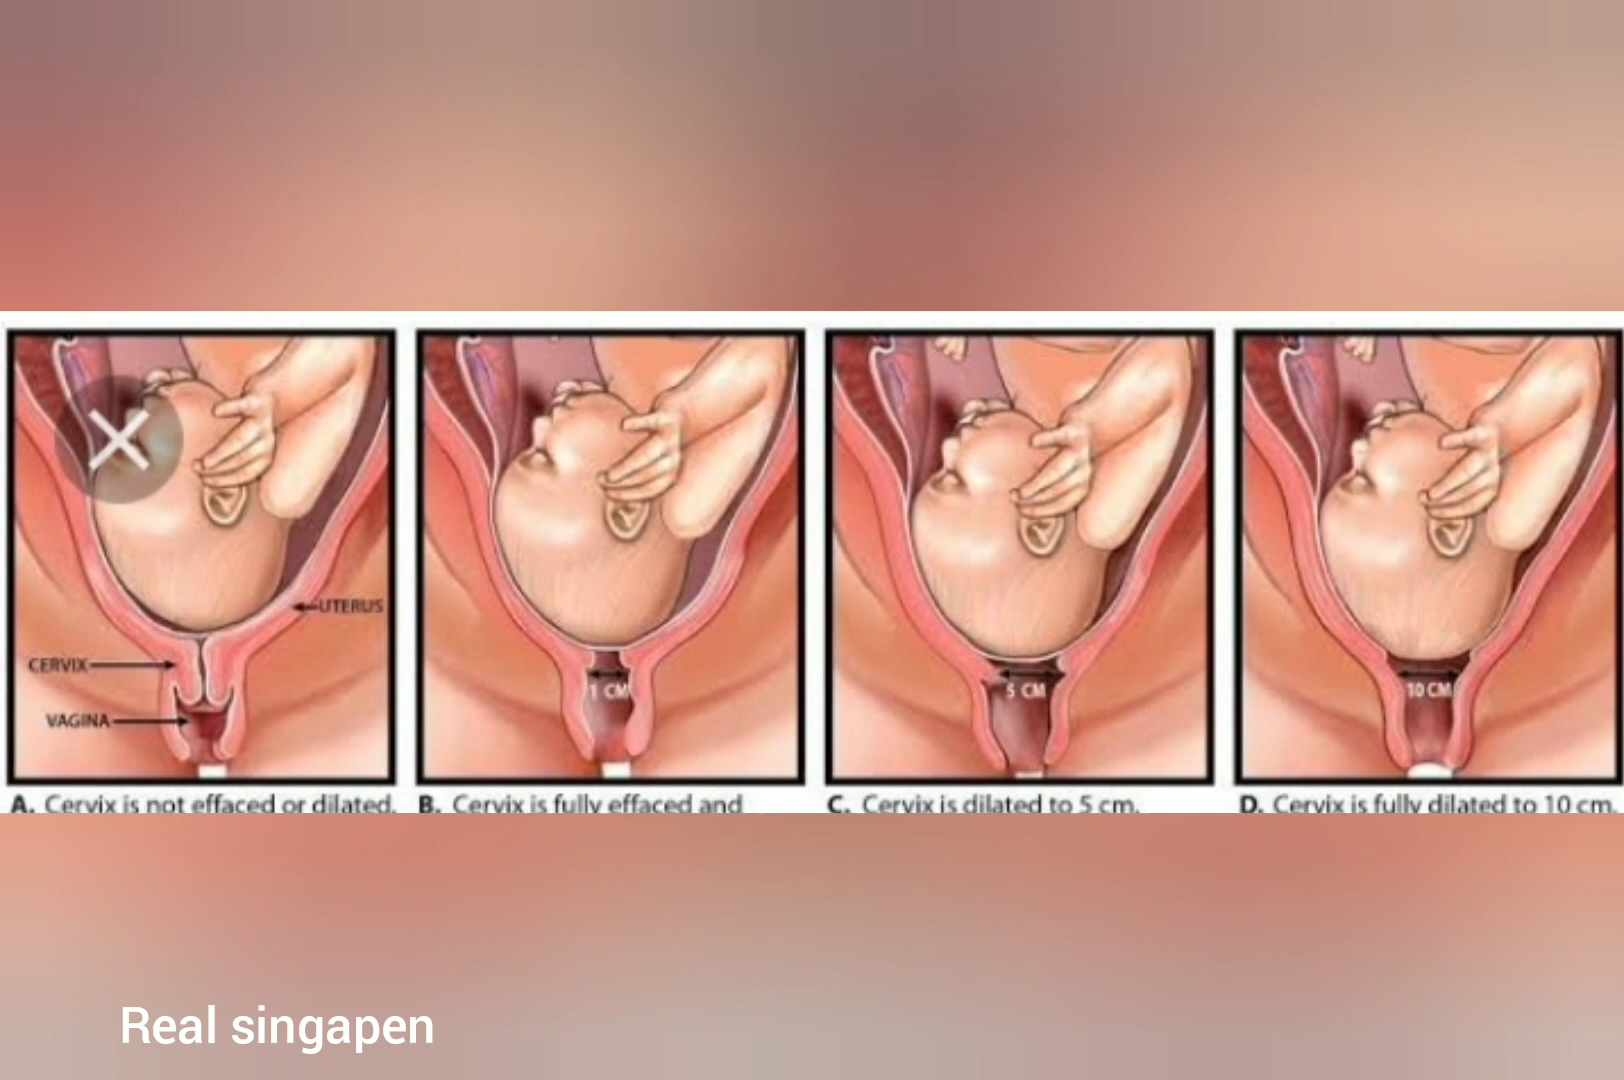 UTERUS
CERVIX
VAGINA
1 CM
5 CM
10 CM
A. Cervix is not effaced or dilated.
B. Cervix is fully effaced and
C. Cervix is dilated to 5 cm.
D. Cervix is fully dilated to 10 cm.
Real singapen